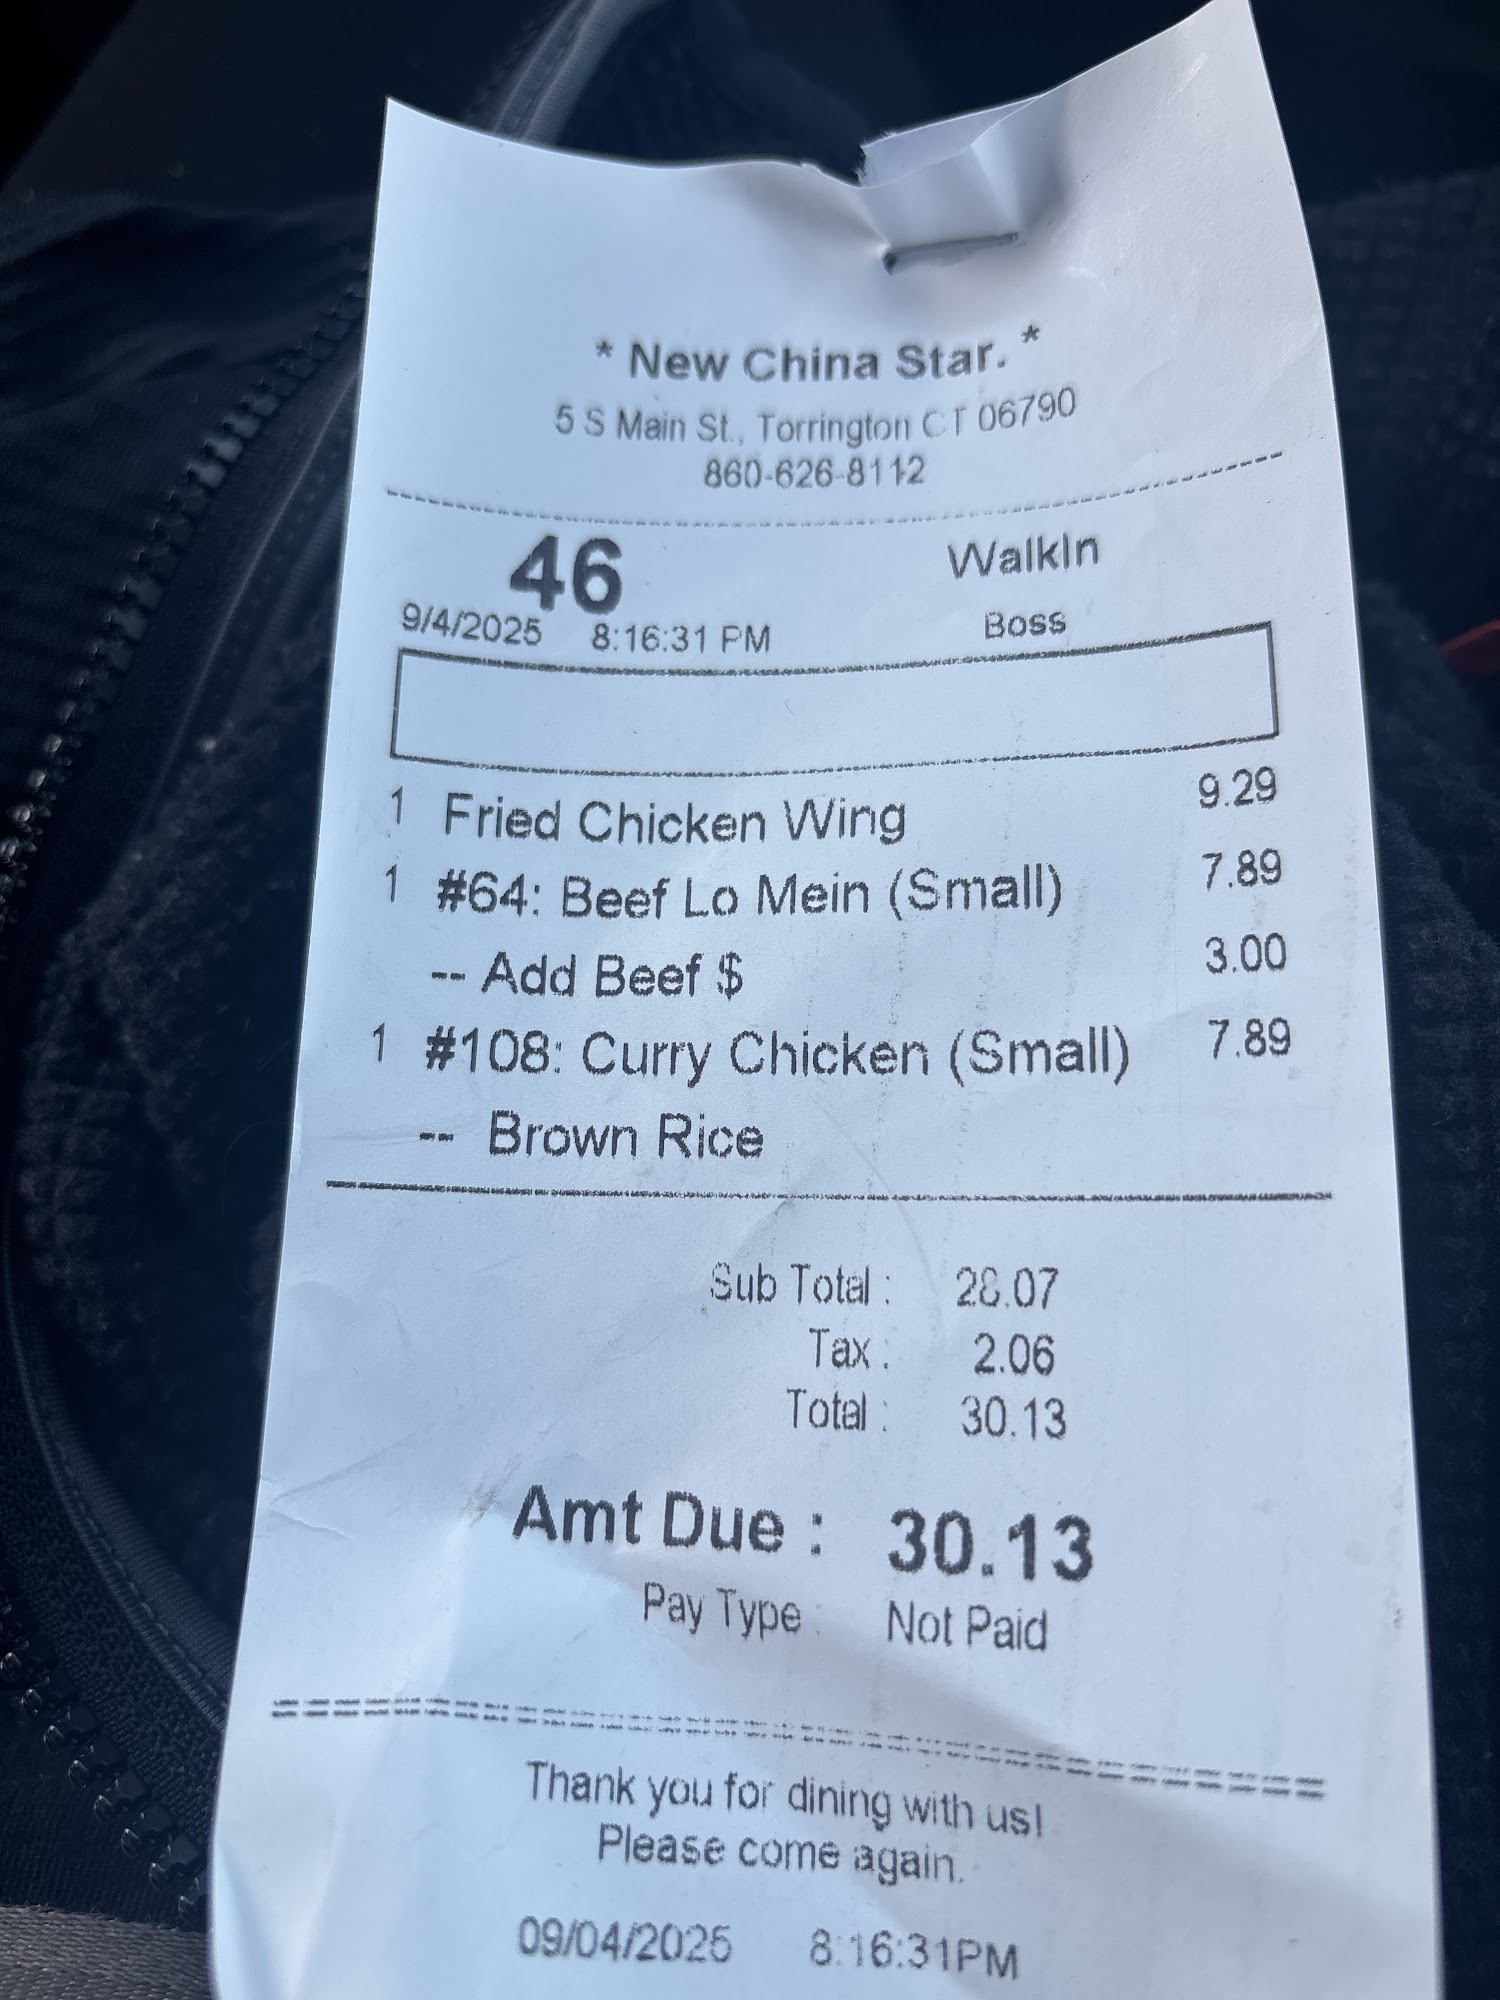 * New China Star. *
5 S Main St., Torrington CT 06790
860-626-8112
46 WalkIn
9/4/2025 8:16:31 PM Boss
1 Fried Chicken Wing 9.29
1 #64: Beef Lo Mein (Small) 7.89
-- Add Beef $ 3.00
1 #108: Curry Chicken (Small) 7.89
-- Brown Rice
Sub Total : 28.07
Tax : 2.06
Total : 30.13
Amt Due : 30.13
Pay Type : Not Paid
Thank you for dining with us!
Please come again.
09/04/2025 8:16:31PM